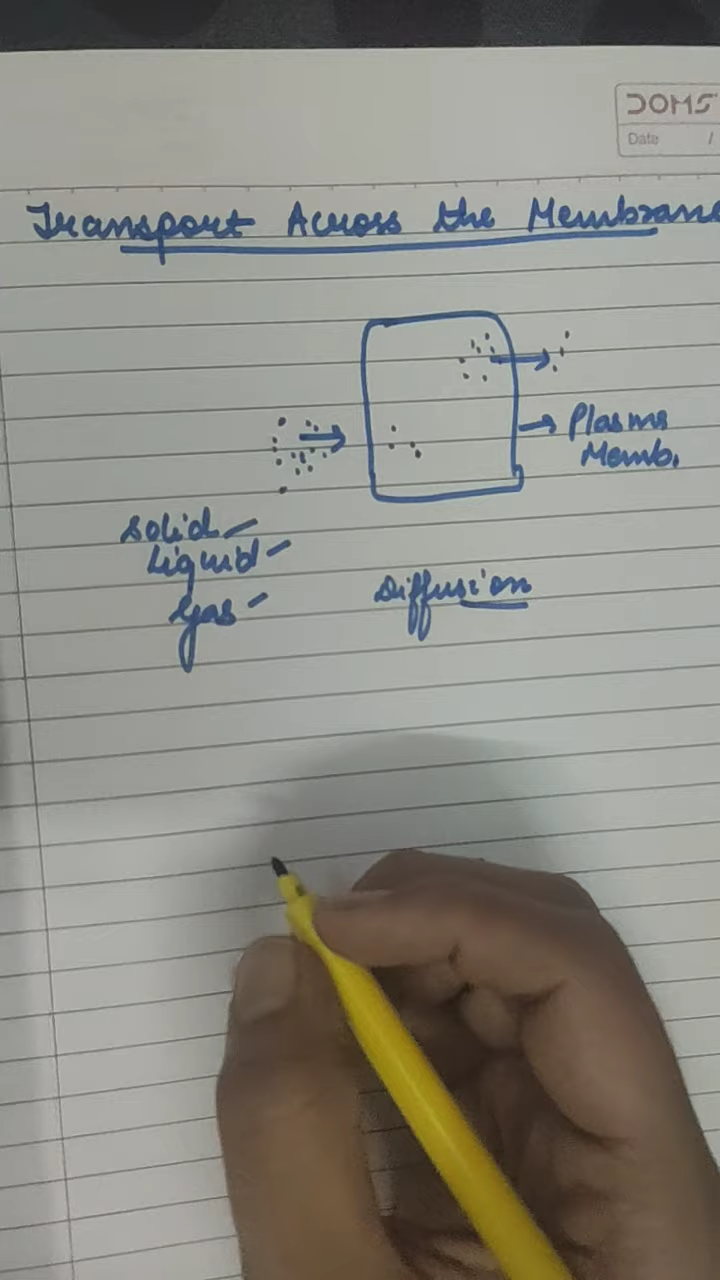 DOMS
Date /
Transport Across the Membrane
Plasma
Memb.
Solid
Liquid
Gas
Diffusion